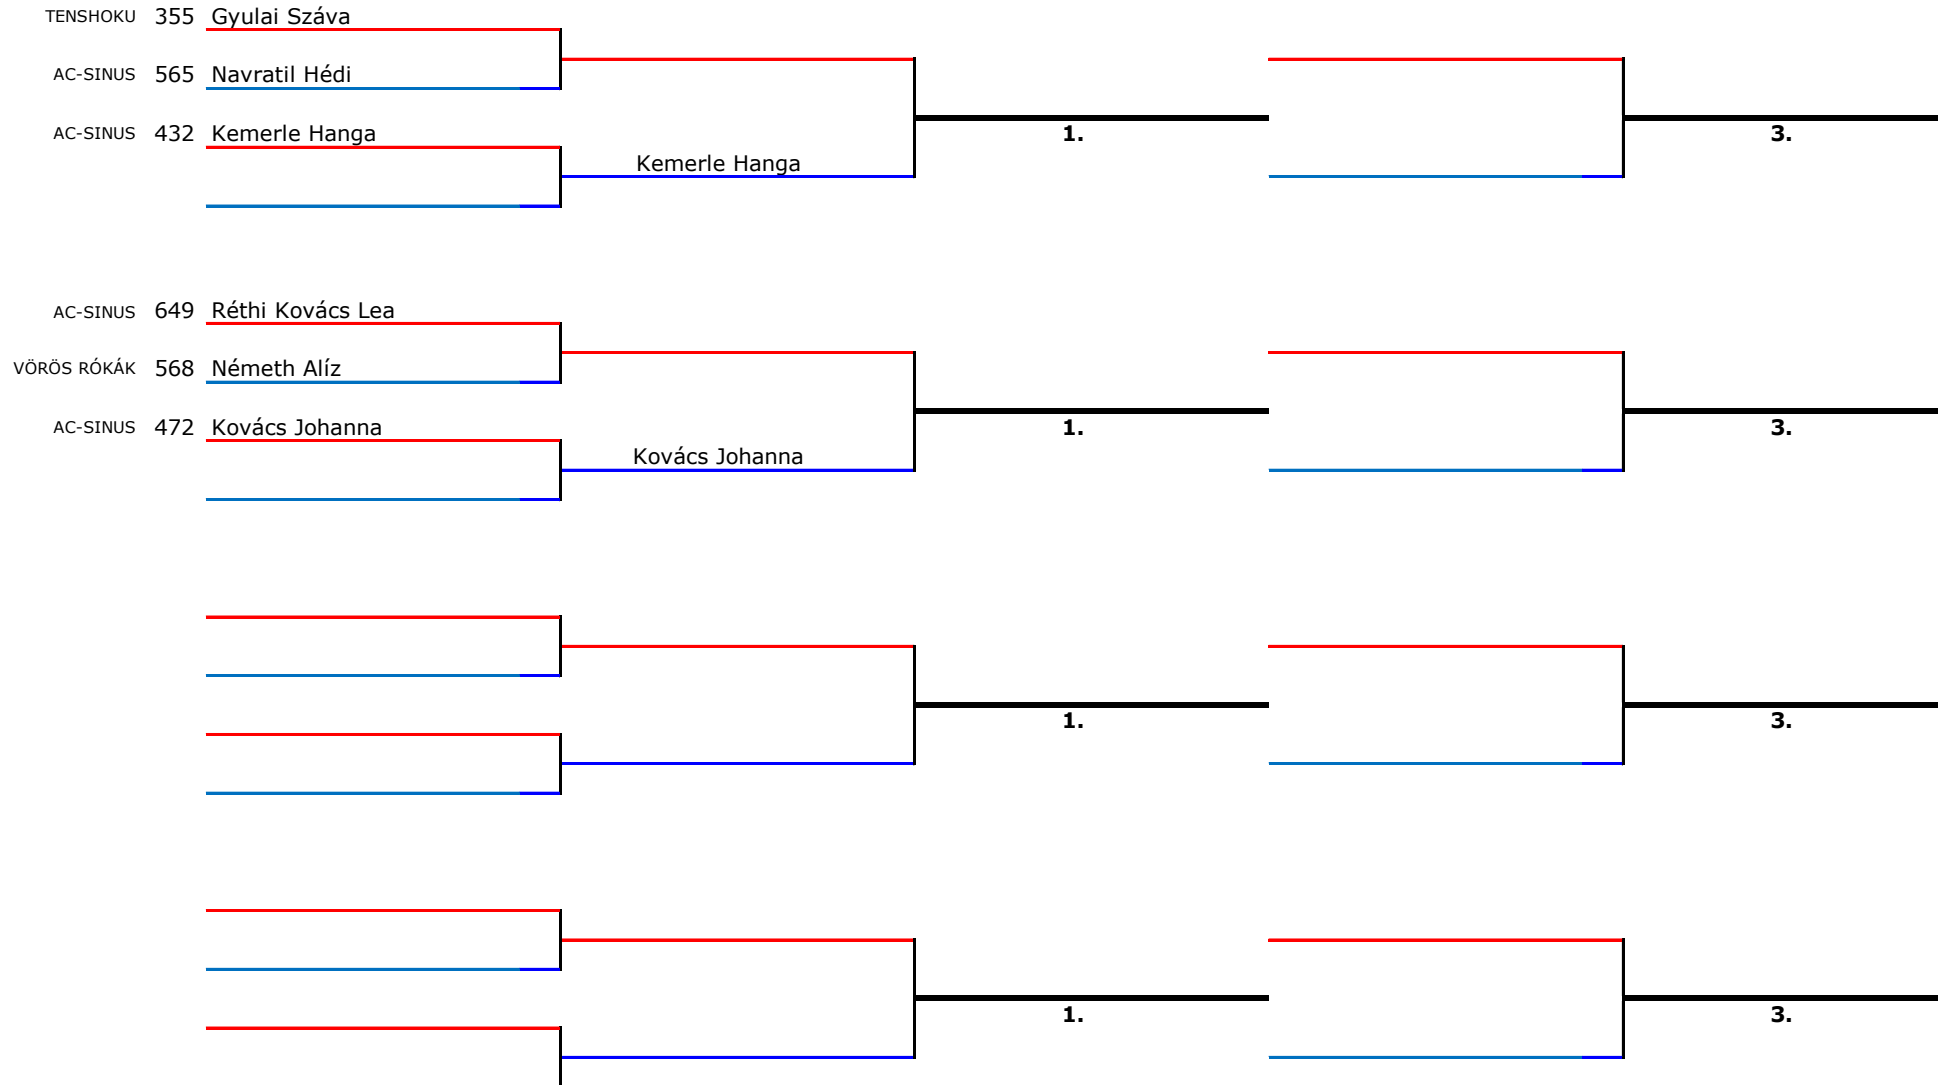 TENSHOKU 355 Gyulai Száva
AC-SINUS 565 Navratil Hédi
AC-SINUS 432 Kemerle Hanga
1. 3.
Kemerle Hanga
AC-SINUS 649 Réthi Kovács Lea
VÖRÖS RÓKÁK 568 Németh Alíz
AC-SINUS 472 Kovács Johanna
1. 3.
Kovács Johanna
1. 3.
1. 3.